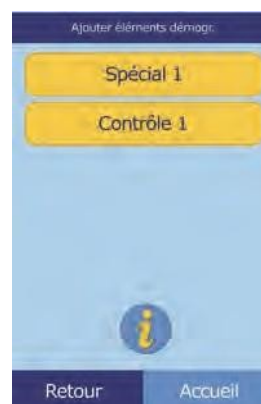 Ajouter éléments démogr.
Spécial 1
Contrôle 1
i
Retour Accueil